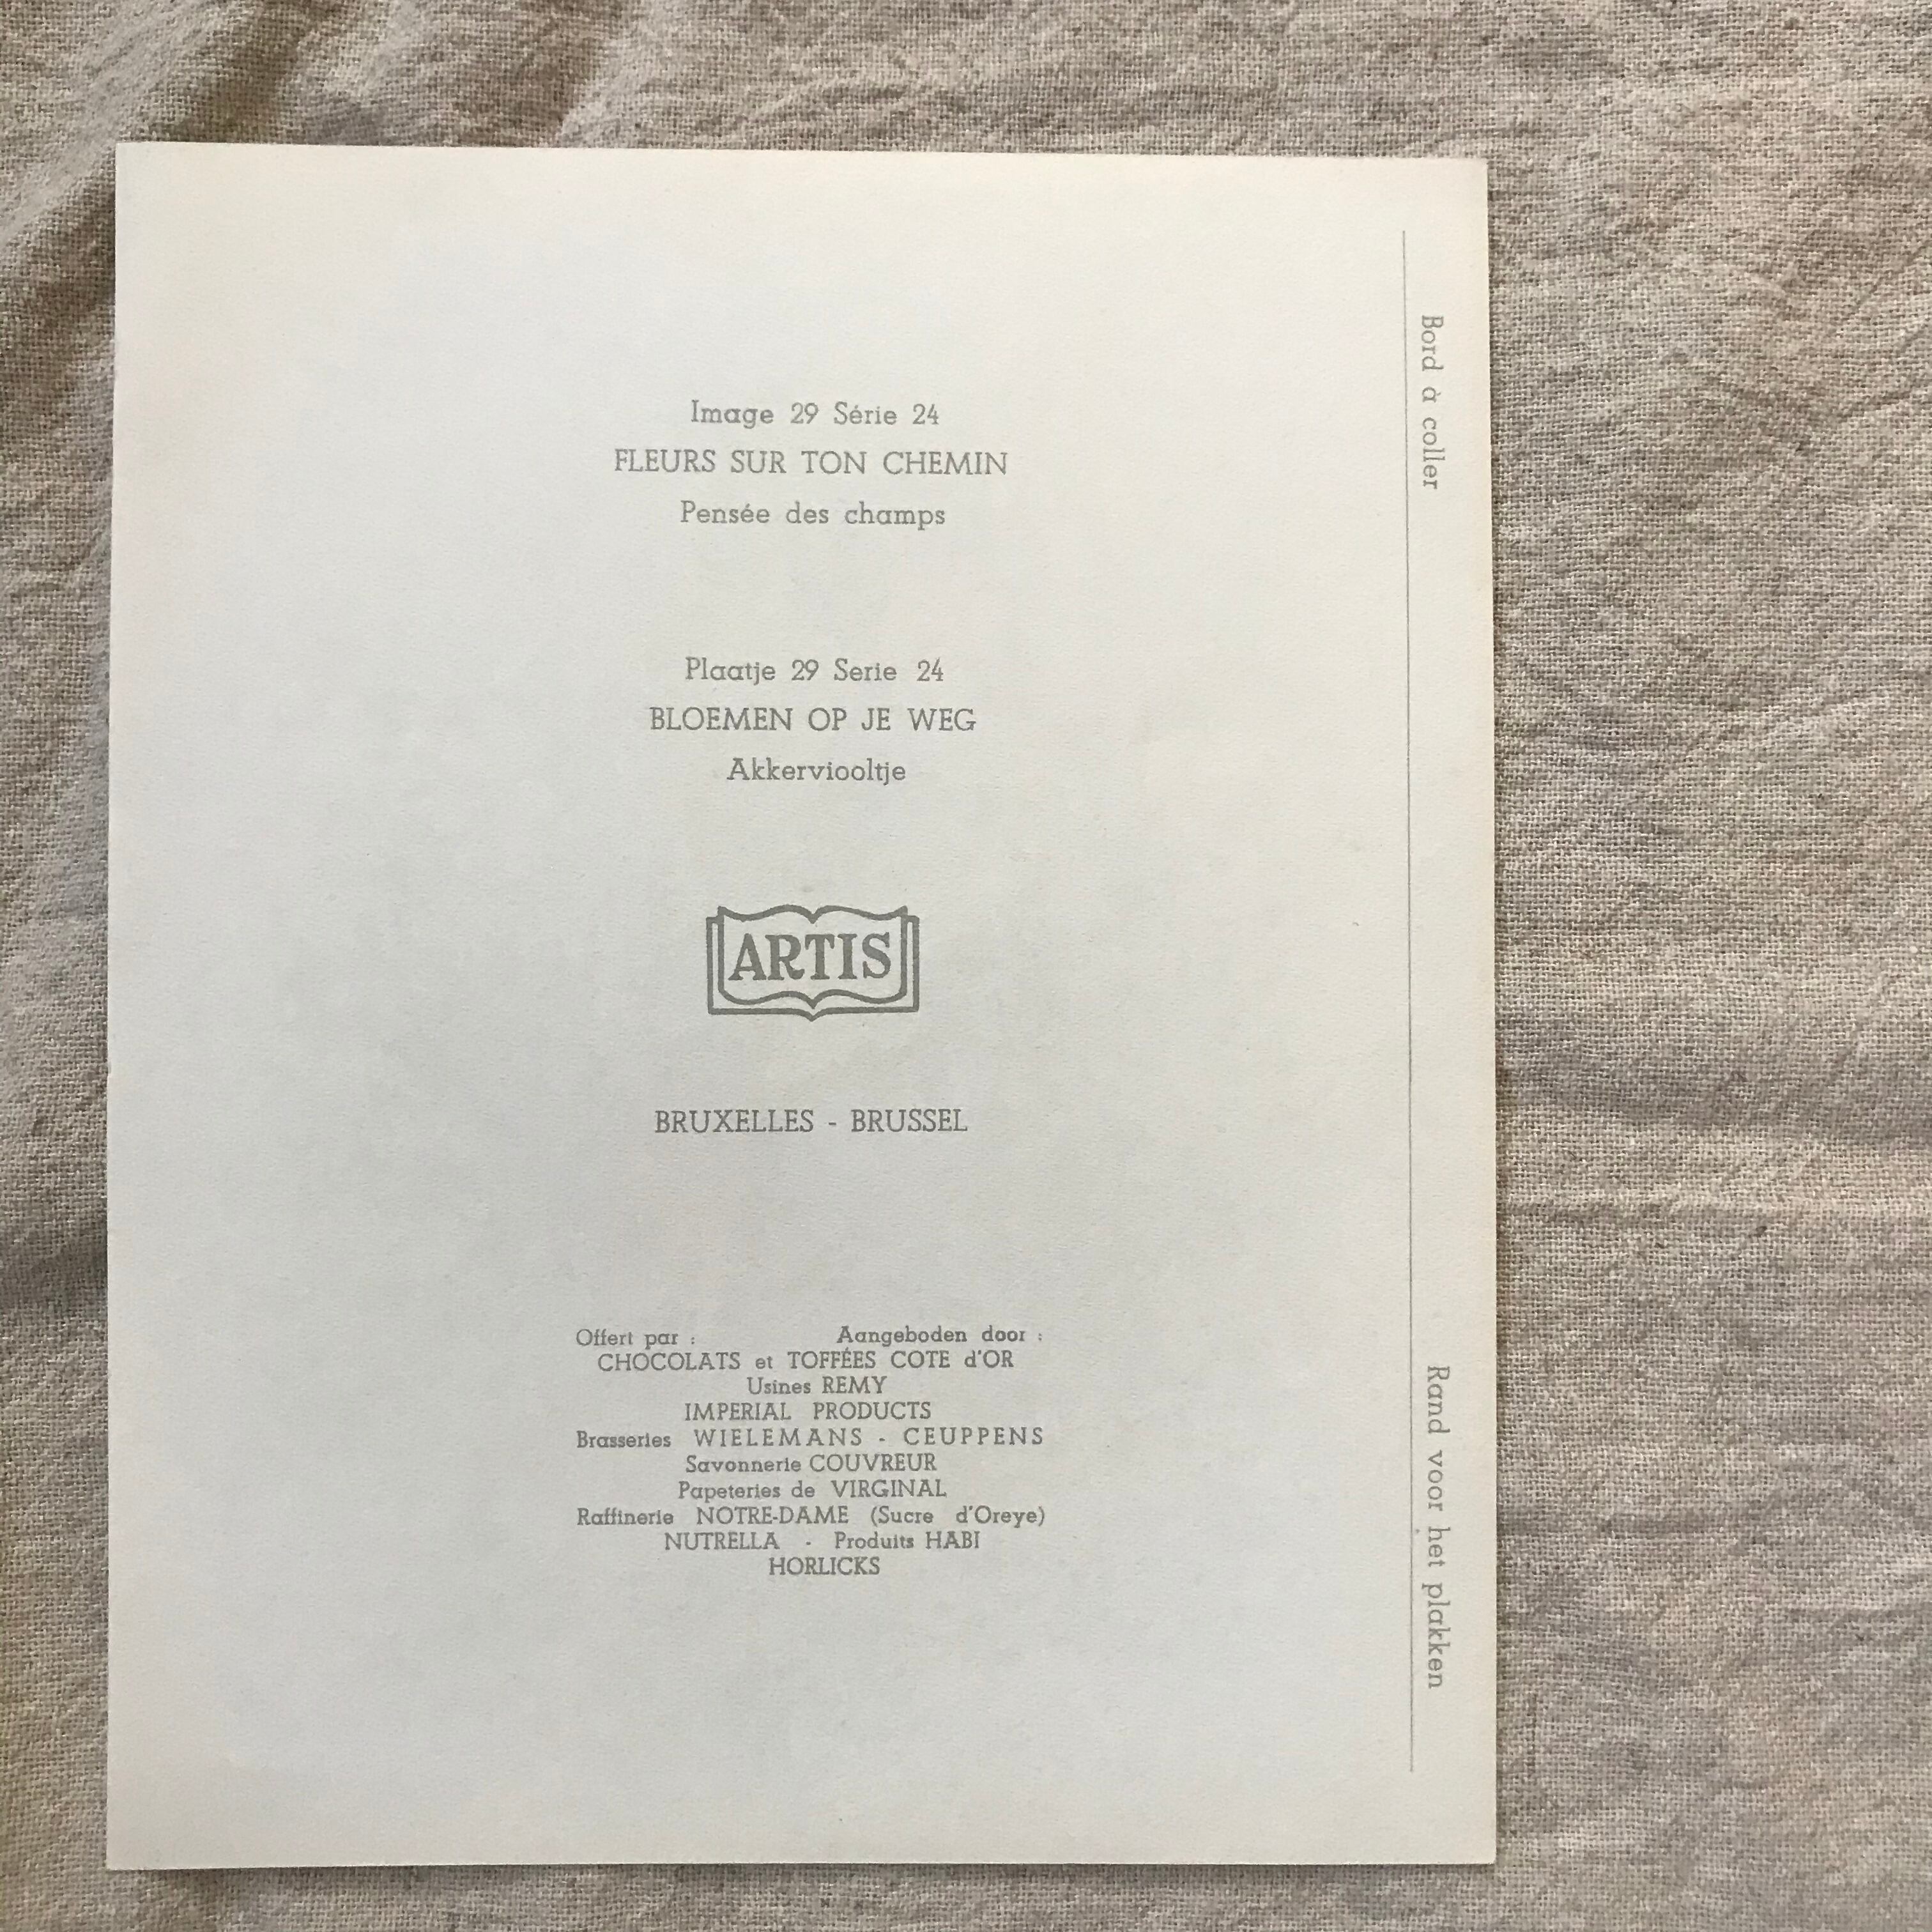 Image 29 Série 24
FLEURS SUR TON CHEMIN
Pensée des champs
Plaatje 29 Serie 24
BLOEMEN OP JE WEG
Akkerviooltje
ARTIS
BRUXELLES - BRUSSEL
Offert par : Aangeboden door :
CHOCOLATS et TOFFÉES COTE d'OR
Usines REMY
IMPERIAL PRODUCTS
Brasseries WIELEMANS - CEUPPENS
Savonnerie COUVREUR
Papeteries de VIRGINAL
Raffinerie NOTRE-DAME (Sucre d'Oreye)
NUTRELLA - Produits HABI
HORLICKS
Bord à coller
Rand voor het plakken